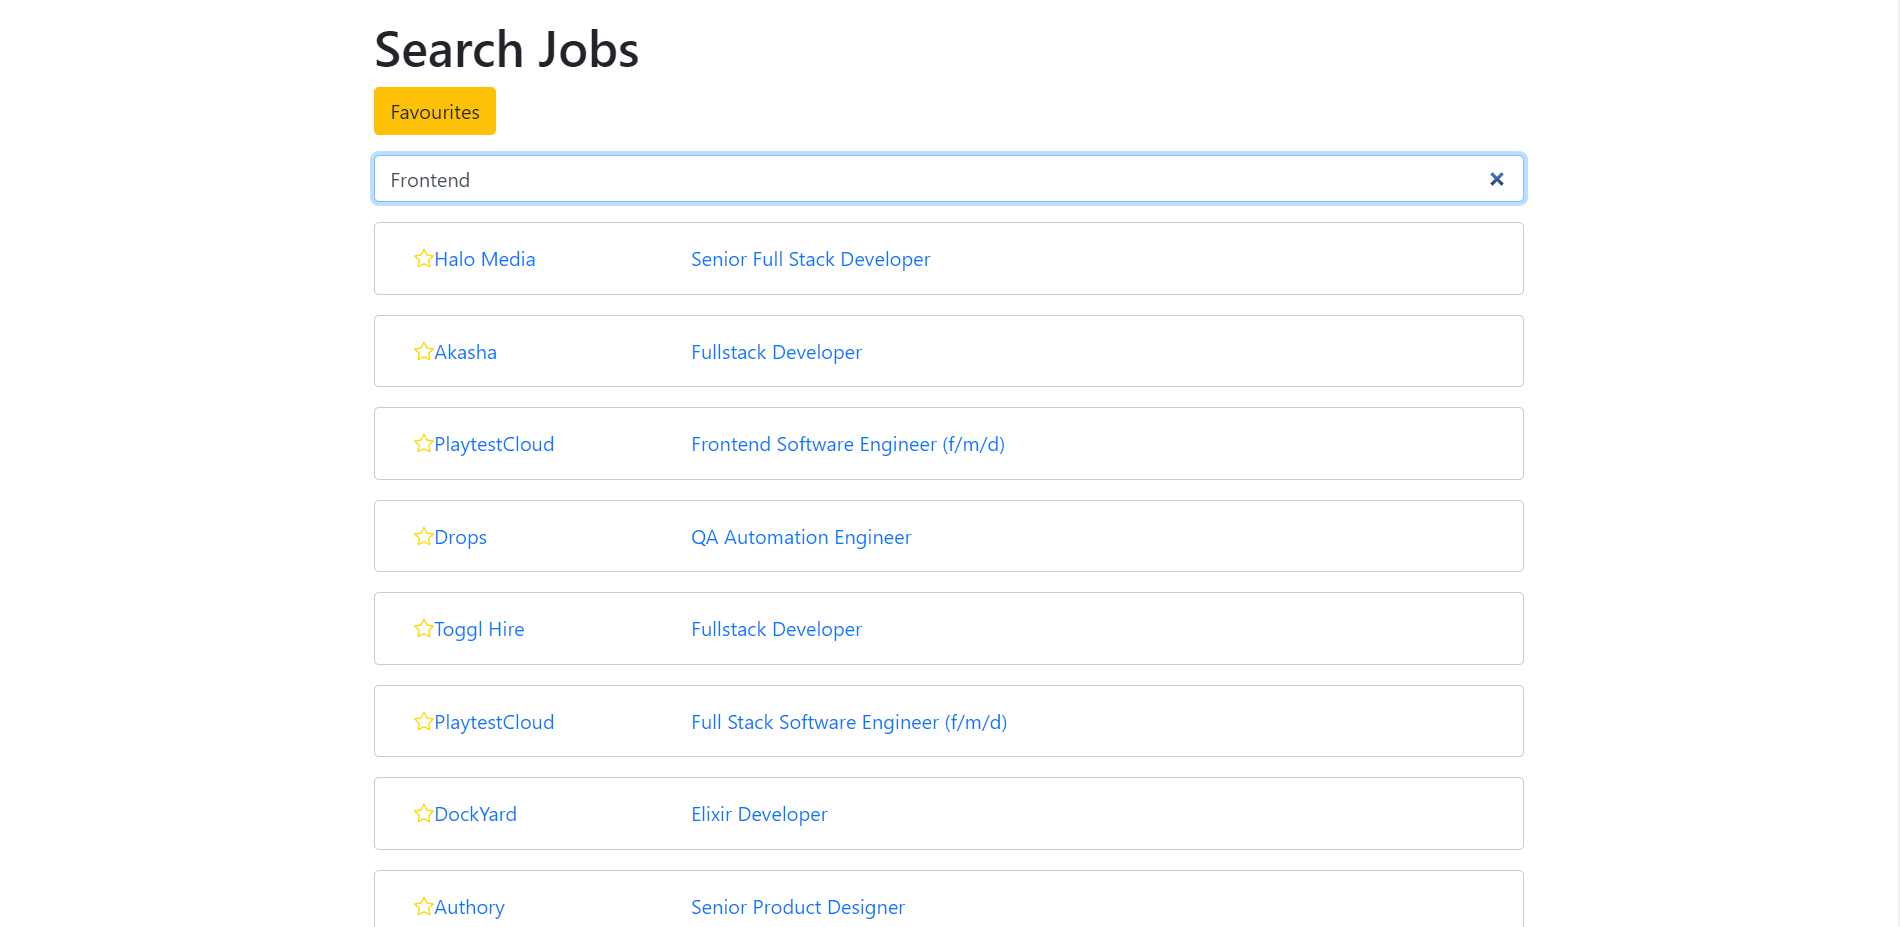 Search Jobs
Favourites
Frontend
Halo Media Senior Full Stack Developer
Akasha Fullstack Developer
PlaytestCloud Frontend Software Engineer (f/m/d)
Drops QA Automation Engineer
Toggl Hire Fullstack Developer
PlaytestCloud Full Stack Software Engineer (f/m/d)
DockYard Elixir Developer
Authory Senior Product Designer